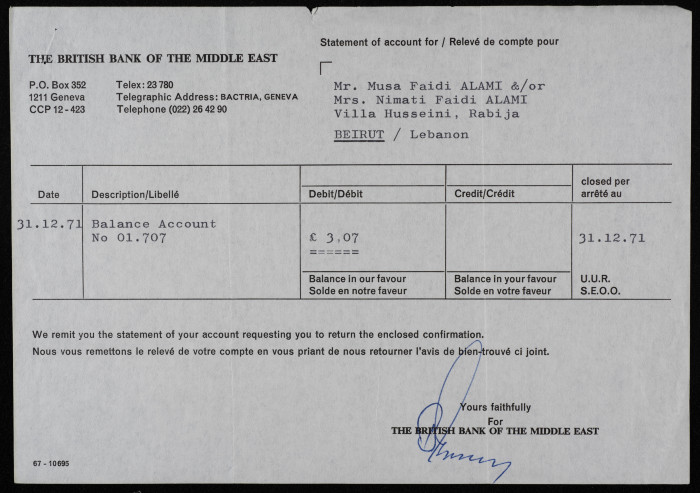 Statement of account for / Relevé de compte pour
THE BRITISH BANK OF THE MIDDLE EAST
P.O. Box 352 Telex: 23 780
1211 Geneva Telegraphic Address: BACTRIA, GENEVA
CCP 12 - 423 Telephone (022) 26 42 90
Mr. Musa Faidi ALAMI &/or
Mrs. Nimati Faidi ALAMI
Villa Husseini, Rabija
BEIRUT / Lebanon
Date Description/Libellé Debit/Débit Credit/Crédit closed per
arrêté au
31.12.71 Balance Account
No 01.707 £ 3,07 31.12.71
======
Balance in our favour Balance in your favour U.U.R.
Solde en notre faveur Solde en votre faveur S.E.O.O.
We remit you the statement of your account requesting you to return the enclosed confirmation.
Nous vous remettons le relevé de votre compte en vous priant de nous retourner l'avis de bien-trouvé ci joint.
Yours faithfully
For
THE BRITISH BANK OF THE MIDDLE EAST
67 - 10695